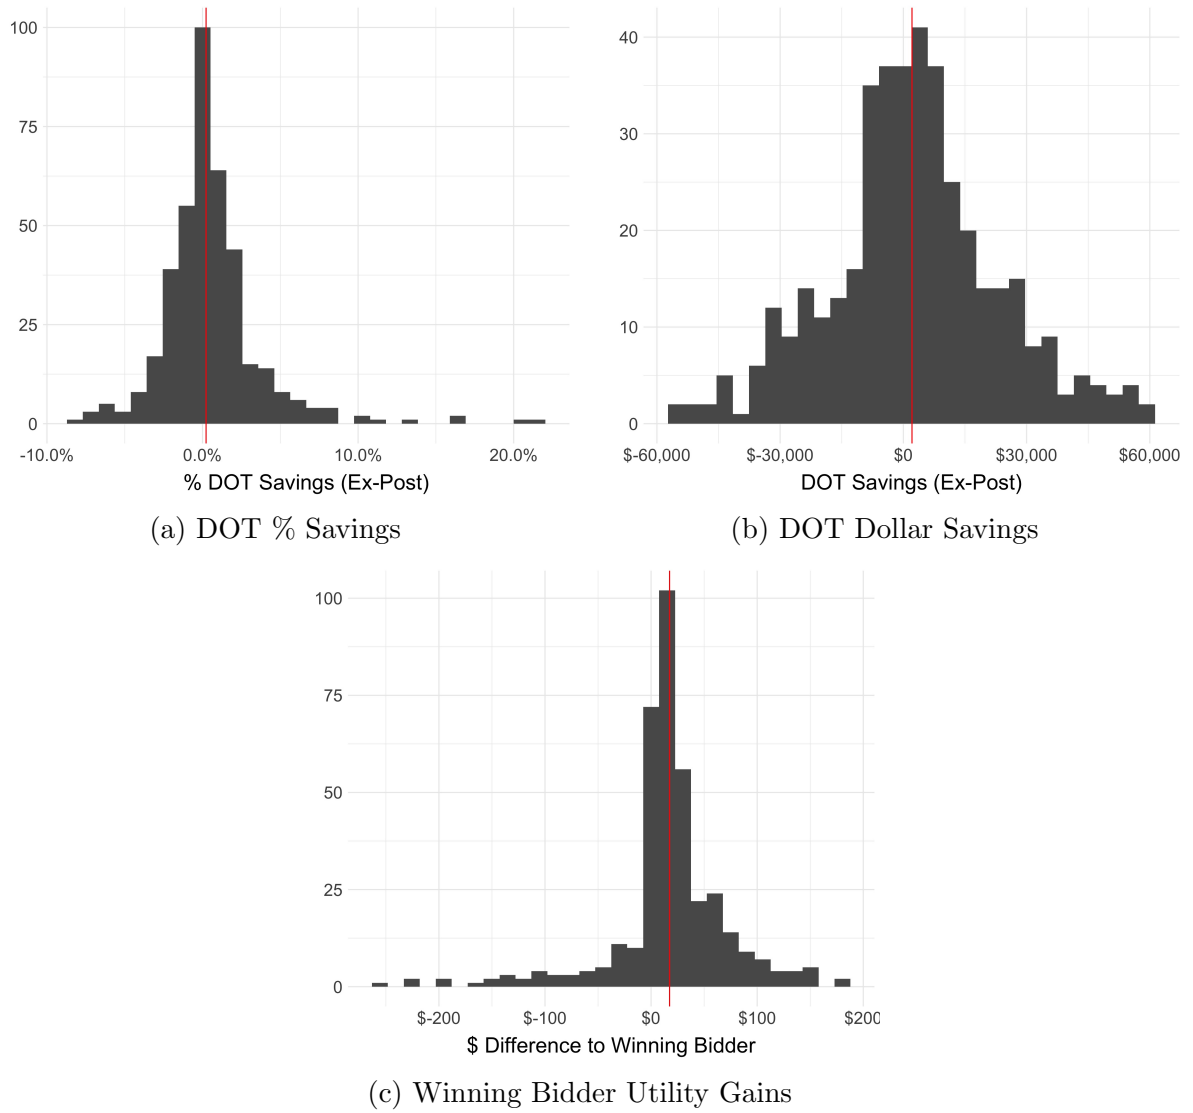 100
75
50
25
0
-10.0% 0.0% 10.0% 20.0%
% DOT Savings (Ex-Post)
(a) DOT % Savings
40
30
20
10
0
$-60,000 $-30,000 $0 $30,000 $60,000
DOT Savings (Ex-Post)
(b) DOT Dollar Savings
100
75
50
25
0
$-200 $-100 $0 $100 $200
$ Difference to Winning Bidder
(c) Winning Bidder Utility Gains